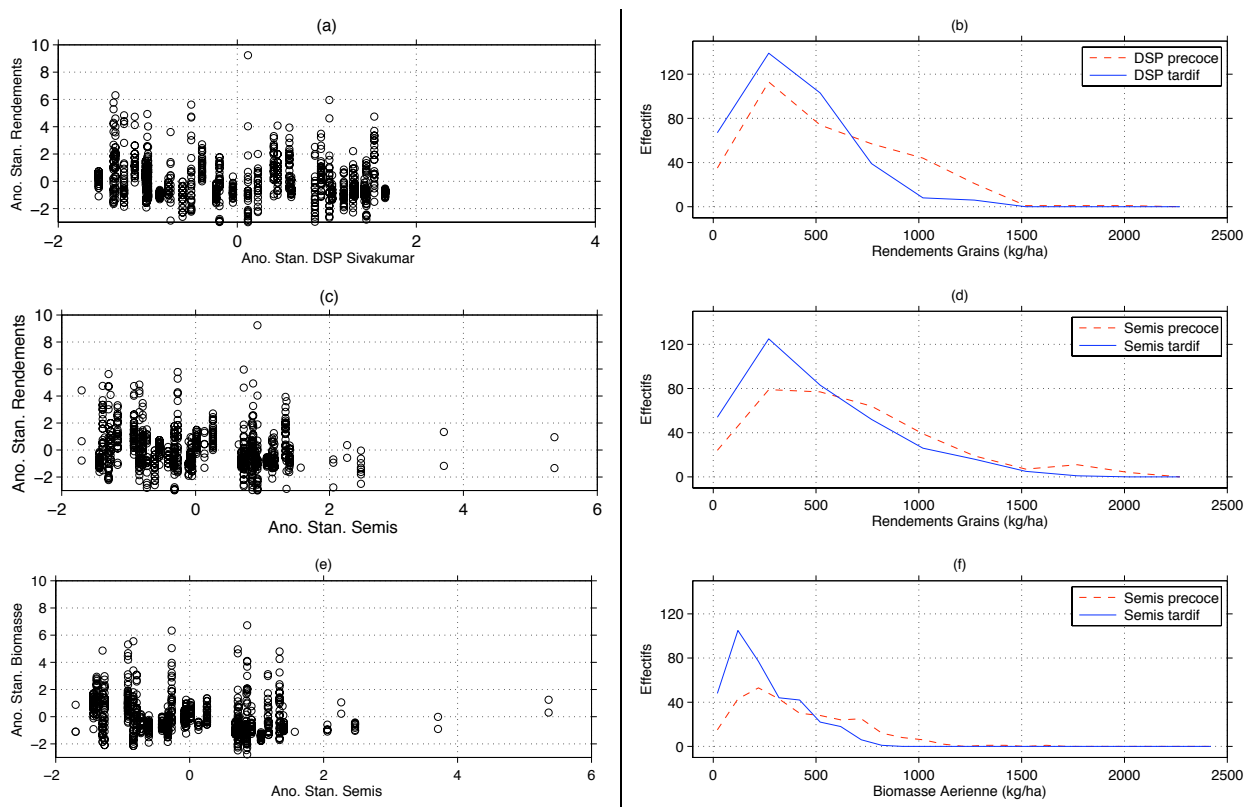 (a)
Ano. Stan. Rendements
10
8
6
4
2
0
−2
−2
0
2
4
Ano. Stan. DSP Sivakumar
(b)
Effectifs
120
80
40
0
DSP precoce
DSP tardif
0
500
1000
1500
2000
2500
Rendements Grains (kg/ha)
(c)
Ano. Stan. Rendements
10
8
6
4
2
0
−2
−2
0
2
4
6
Ano. Stan. Semis
(d)
Effectifs
120
80
40
0
Semis precoce
Semis tardif
0
500
1000
1500
2000
2500
Rendements Grains (kg/ha)
(e)
Ano. Stan. Biomasse
10
8
6
4
2
0
−2
−2
0
2
4
6
Ano. Stan. Semis
(f)
Effectifs
120
80
40
0
Semis precoce
Semis tardif
0
500
1000
1500
2000
2500
Biomasse Aerienne (kg/ha)